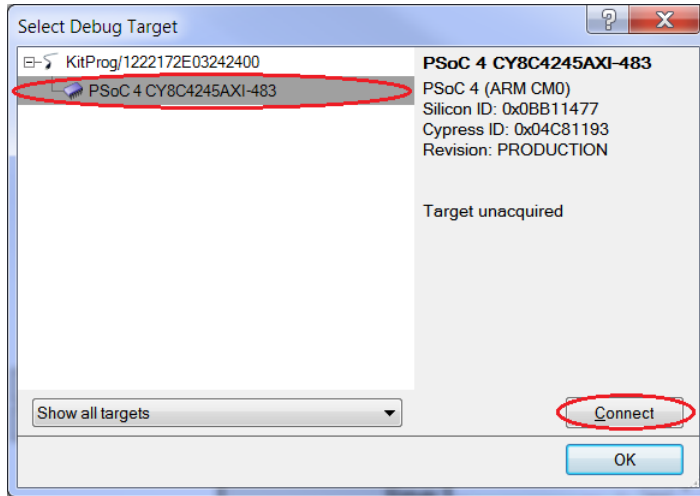 Select Debug Target
KitProg/1222172E03242400
PSoC 4 CY8C4245AXI-483
PSoC 4 CY8C4245AXI-483
PSoC 4 (ARM CM0)
Silicon ID: 0x0BB11477
Cypress ID: 0x04C81193
Revision: PRODUCTION
Target unacquired
Show all targets
Connect
OK